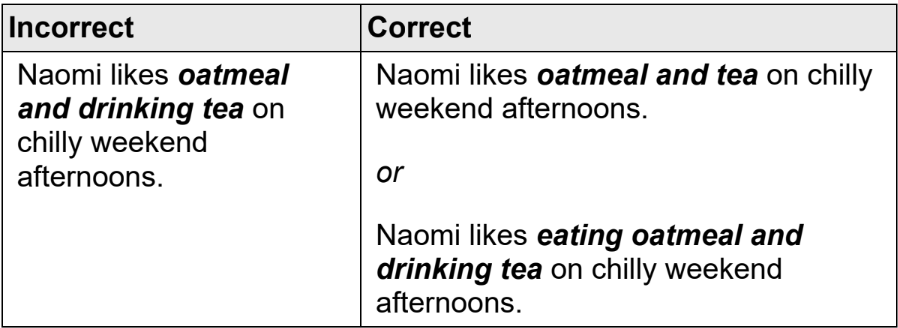 Incorrect
Correct
Naomi likes oatmeal
and drinking tea on
chilly weekend
afternoons.
Naomi likes oatmeal and tea on chilly
weekend afternoons.
or
Naomi likes eating oatmeal and
drinking tea on chilly weekend
afternoons.